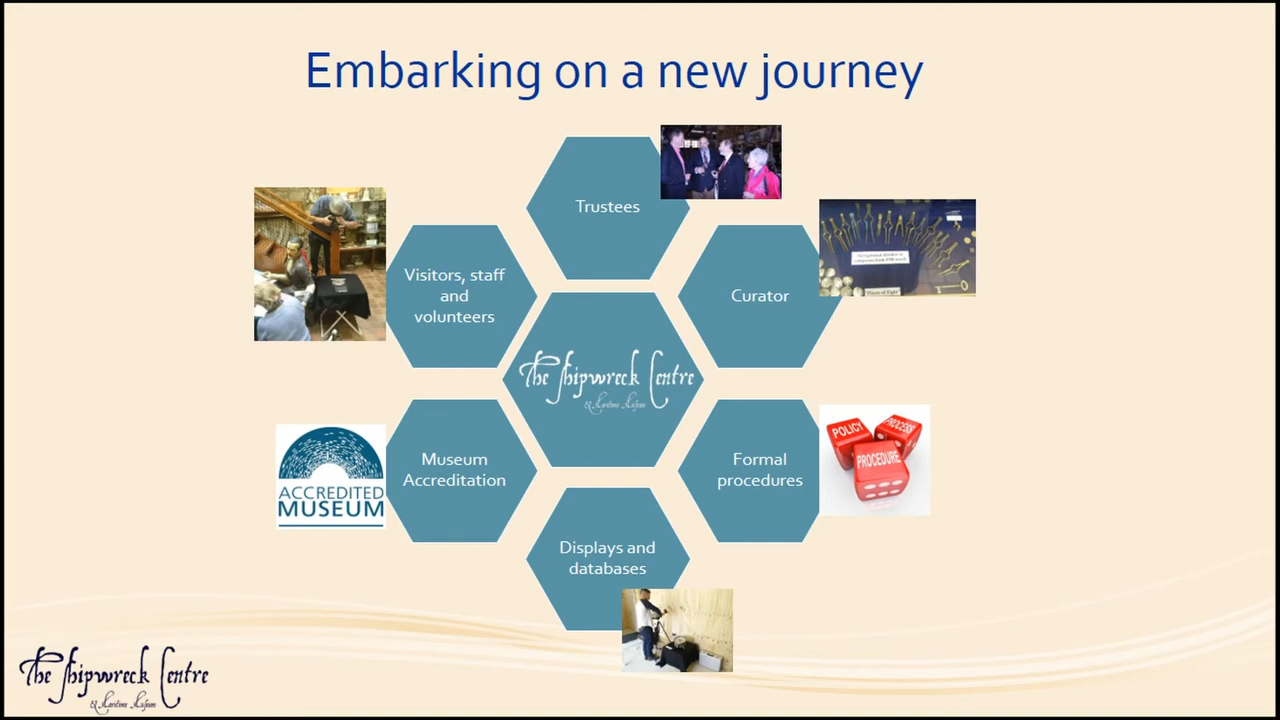 Embarking on a new journey
Trustees
Visitors, staff
and
volunteers
Curator
The Shipwreck Centre
& Maritime Museum
Museum
Accreditation
ACCREDITED
MUSEUM
Formal
procedures
POLICY
PROCESS
PROCEDURE
Displays and
databases
The Shipwreck Centre
& Maritime Museum